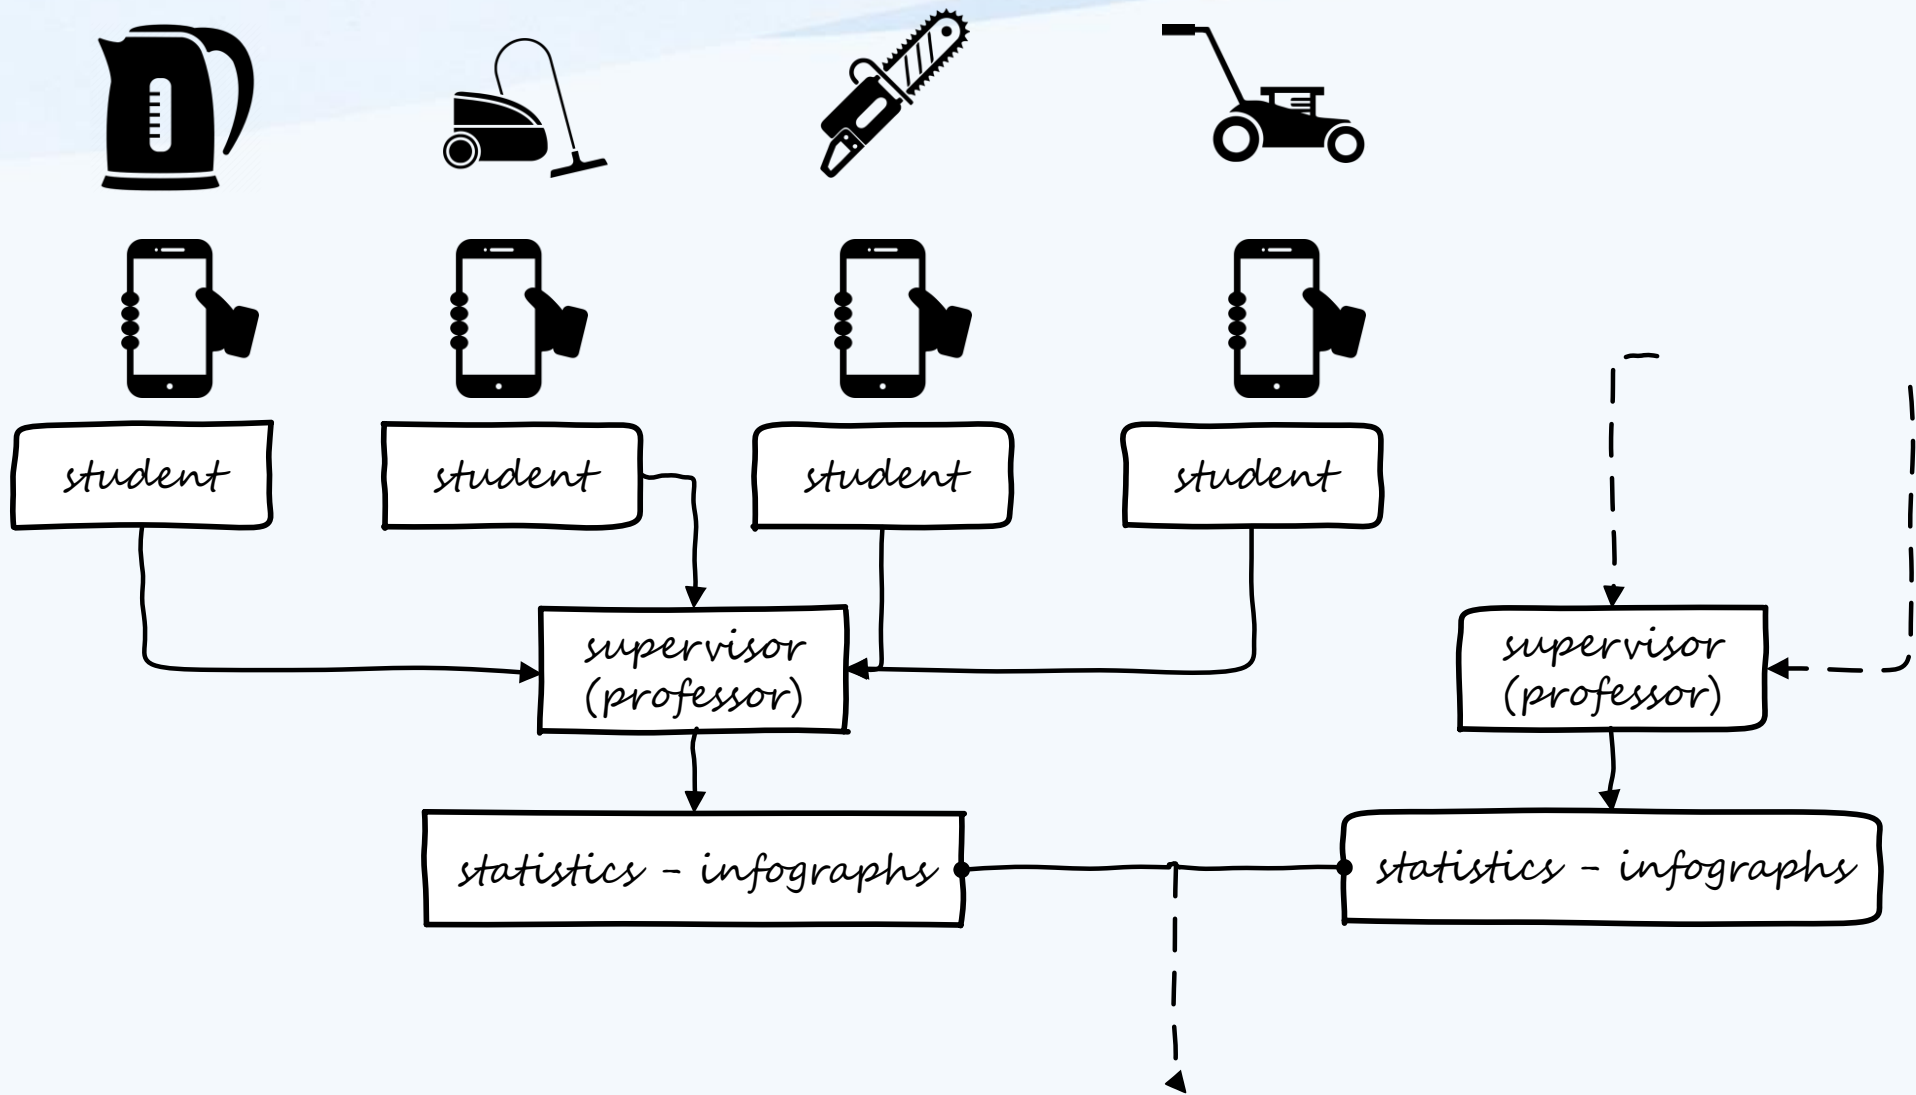 student
student
student
student
supervisor
(professor)
supervisor
(professor)
statistics - infographs
statistics - infographs